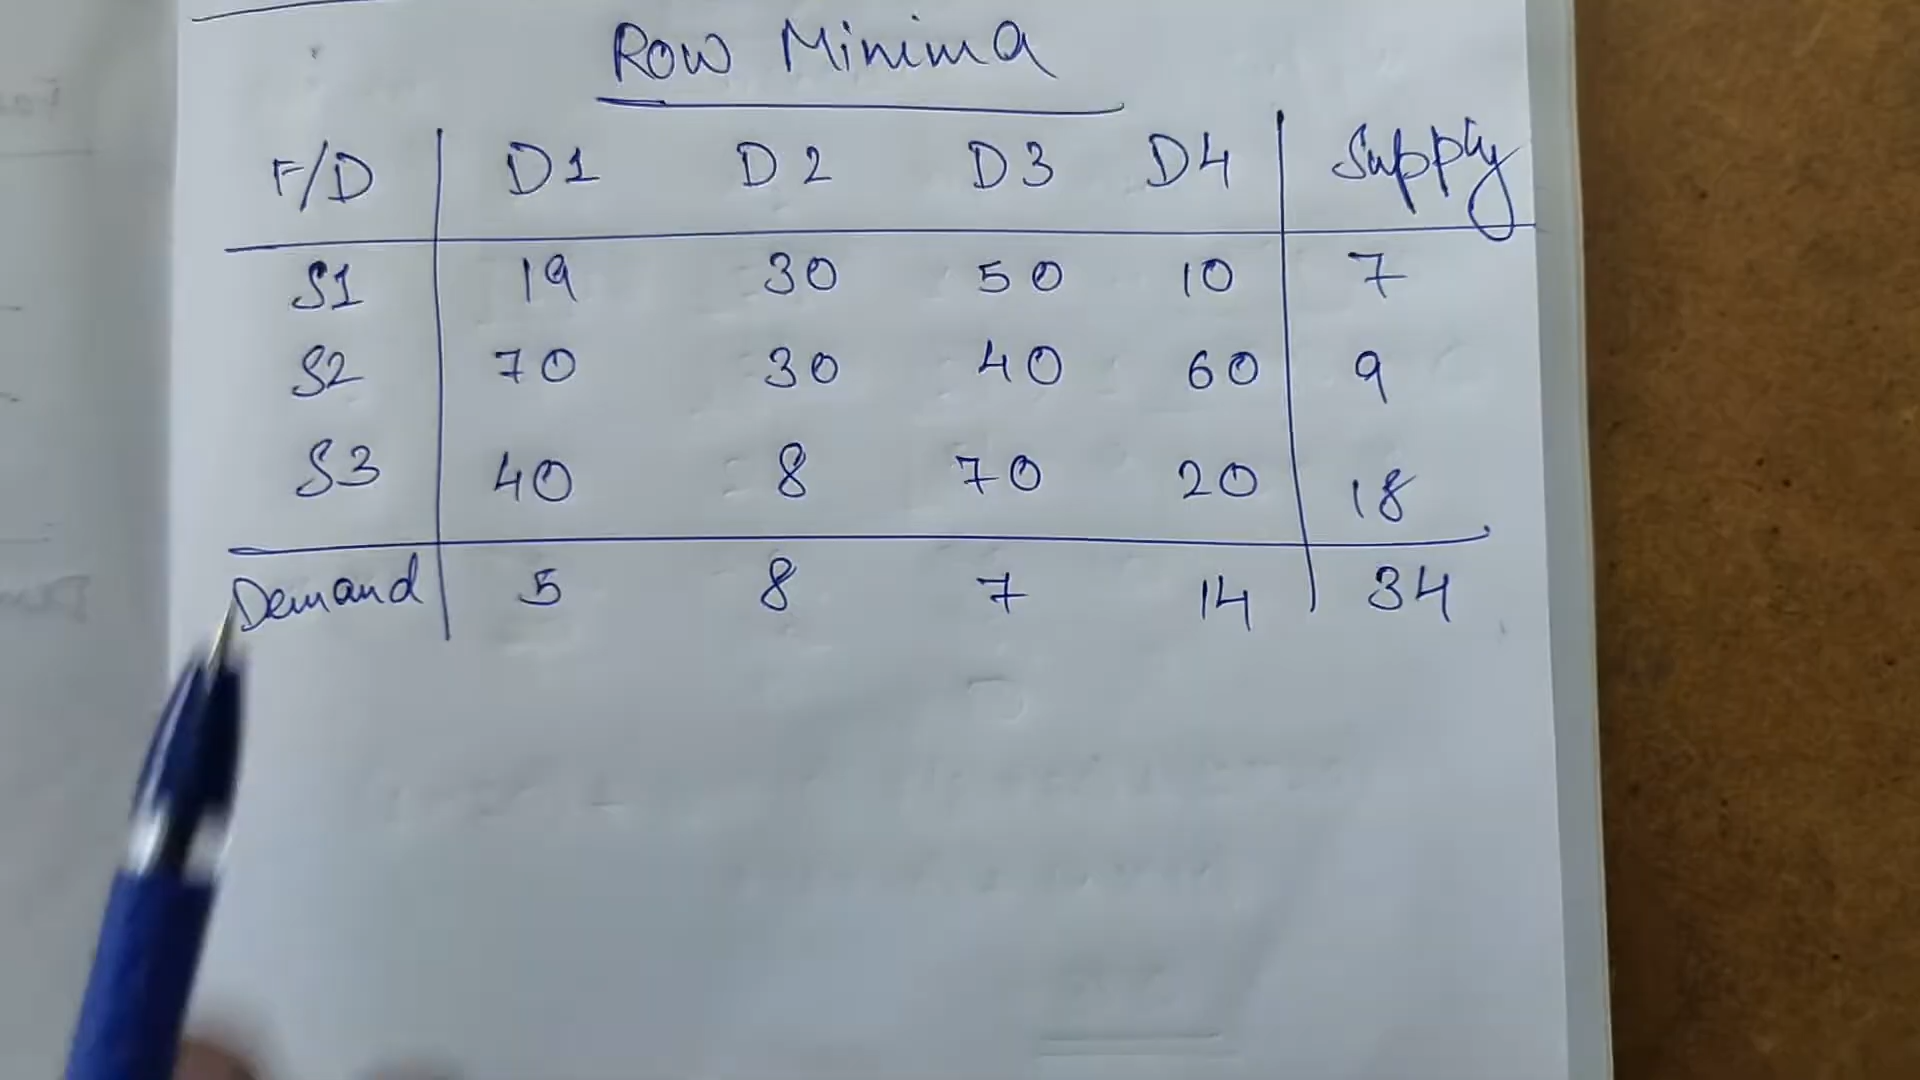 Row Minima
F/D D1 D2 D3 D4 Supply
S1 19 30 50 10 7
S2 70 30 40 60 9
S3 40 8 70 20 18
Demand 5 8 7 14 34